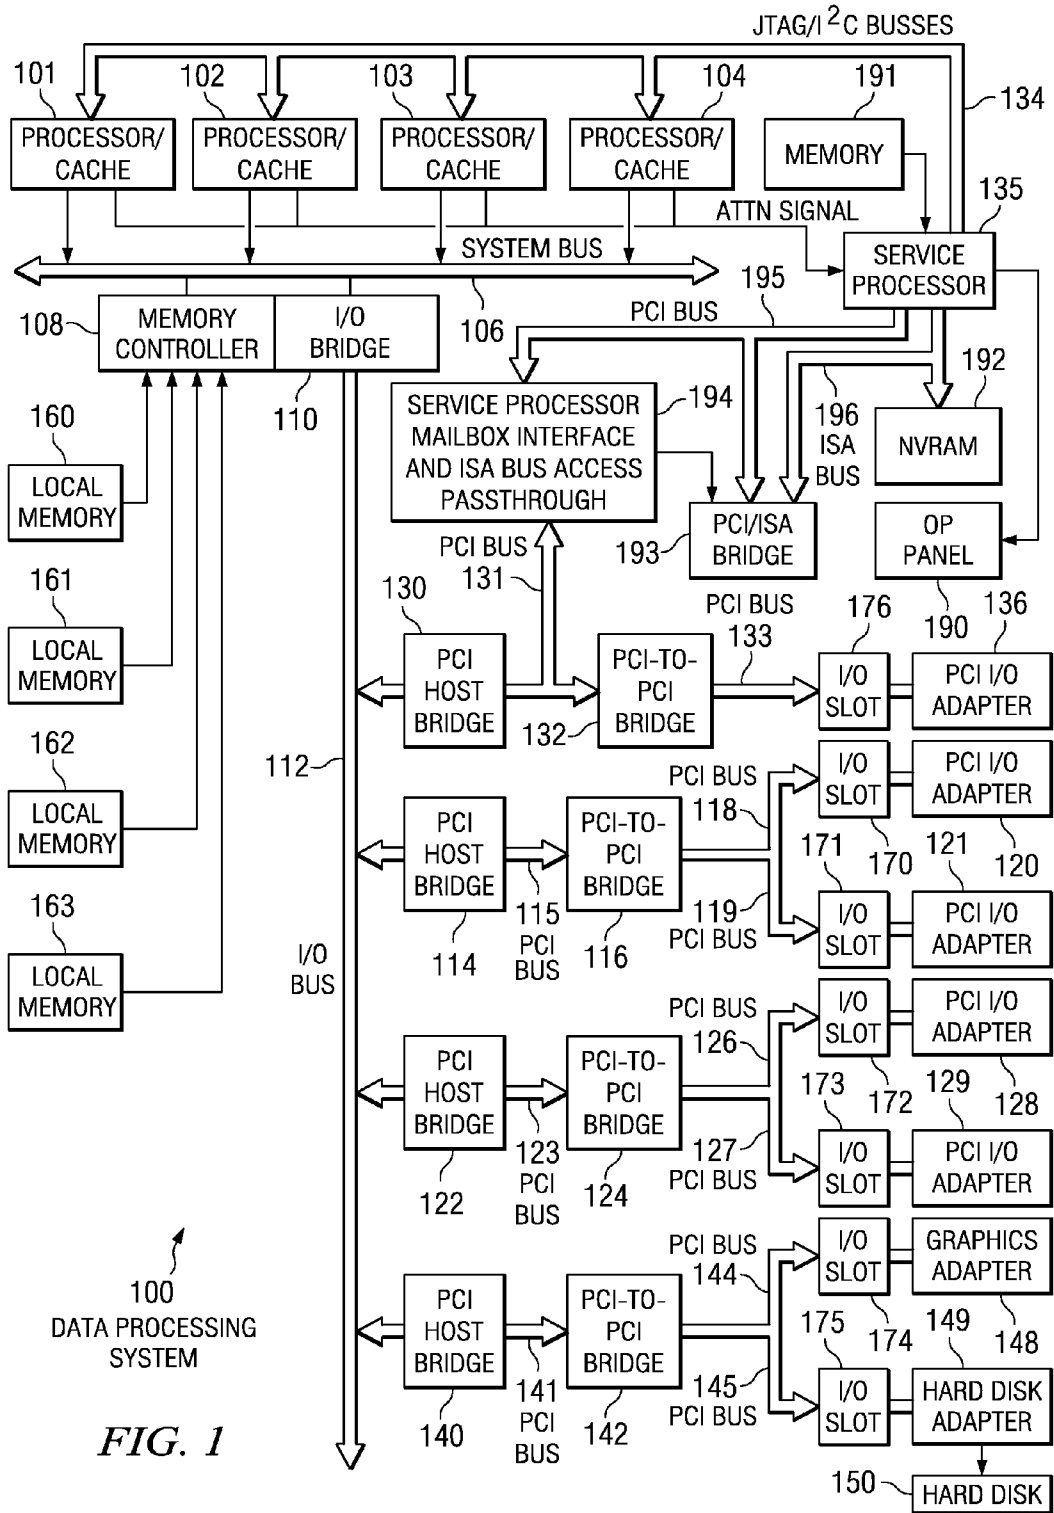 JTAG/I2C BUSSES
101
102
103
104
191
134
PROCESSOR/
CACHE
PROCESSOR/
CACHE
PROCESSOR/
CACHE
PROCESSOR/
CACHE
MEMORY
135
ATTN SIGNAL
SERVICE
PROCESSOR
SYSTEM BUS
195
PCI BUS
108
MEMORY
CONTROLLER
I/O
BRIDGE
106
110
192
194
SERVICE PROCESSOR
MAILBOX INTERFACE
AND ISA BUS ACCESS
PASSTHROUGH
196
ISA
BUS
NVRAM
160
LOCAL
MEMORY
193
PCI/ISA
BRIDGE
OP
PANEL
190
PCI BUS
131
161
LOCAL
MEMORY
130
PCI
HOST
BRIDGE
PCI-TO-
PCI
BRIDGE
132
PCI BUS
133
176
I/O
SLOT
136
PCI I/O
ADAPTER
112
162
LOCAL
MEMORY
PCI
HOST
BRIDGE
114
115
PCI
BUS
PCI-TO-
PCI
BRIDGE
116
PCI BUS
118
119
PCI BUS
I/O
SLOT
170
PCI I/O
ADAPTER
120
171
I/O
SLOT
121
PCI I/O
ADAPTER
163
LOCAL
MEMORY
I/O
BUS
PCI
HOST
BRIDGE
122
123
PCI
BUS
PCI-TO-
PCI
BRIDGE
124
PCI BUS
126
127
PCI BUS
I/O
SLOT
172
PCI I/O
ADAPTER
128
173
I/O
SLOT
129
PCI I/O
ADAPTER
100
DATA PROCESSING
SYSTEM
PCI
HOST
BRIDGE
140
141
PCI
BUS
PCI-TO-
PCI
BRIDGE
142
PCI BUS
144
145
PCI BUS
I/O
SLOT
174
GRAPHICS
ADAPTER
148
175
I/O
SLOT
149
HARD DISK
ADAPTER
150
HARD DISK
FIG. 1